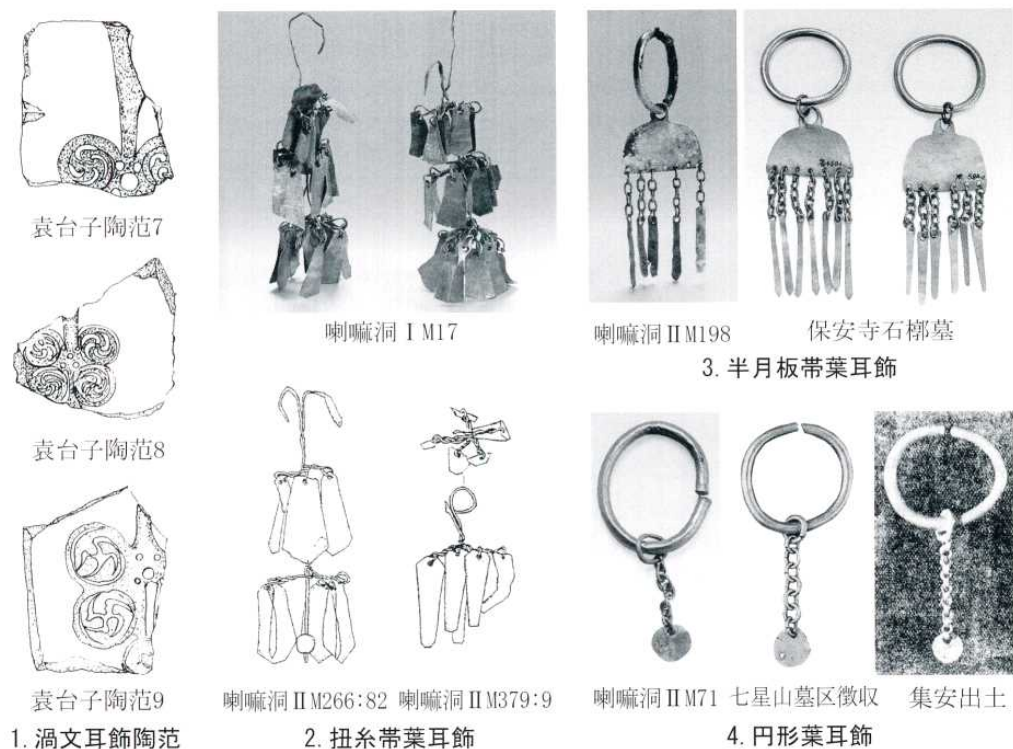 袁台子陶范7
袁台子陶范8
袁台子陶范9
1. 渦文耳飾陶范
喇嘛洞ⅠM17
喇嘛洞ⅡM266:82 喇嘛洞ⅡM379:9
2. 扭糸帯葉耳飾
喇嘛洞ⅡM198 保安寺石槨墓
3. 半月板帯葉耳飾
喇嘛洞ⅡM71 七星山墓区徴収 集安出土
4. 円形葉耳飾